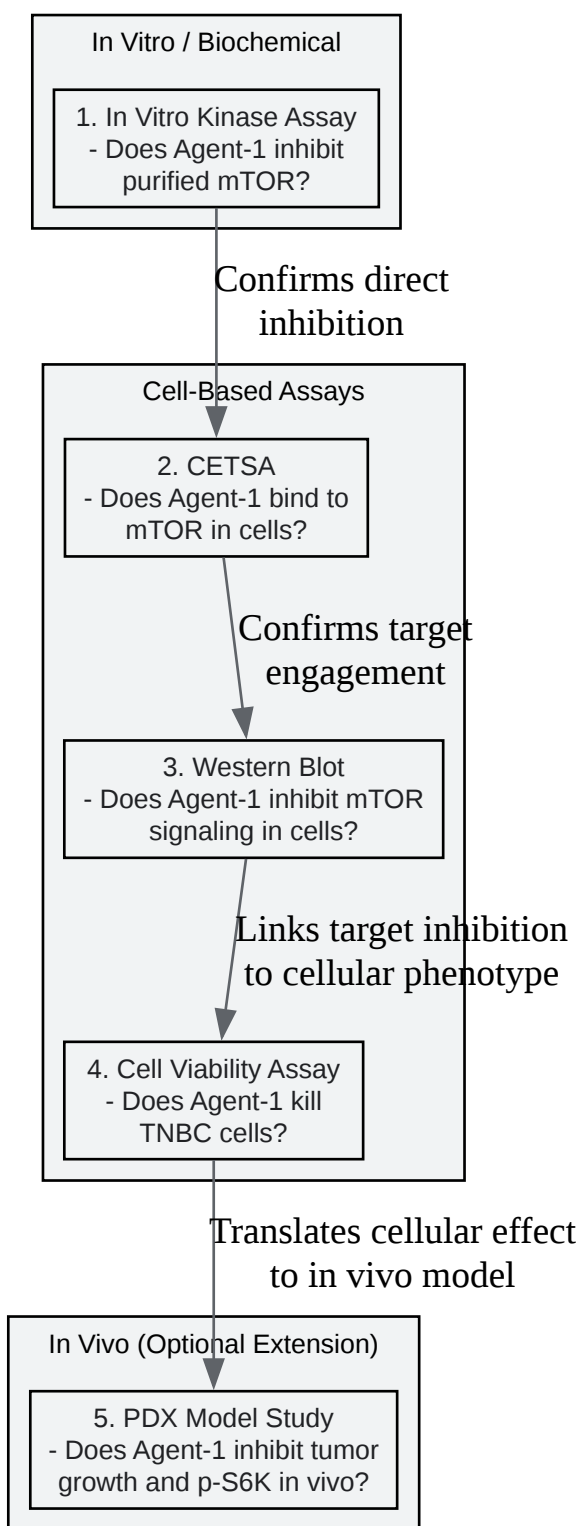 In Vitro / Biochemical
1. In Vitro Kinase Assay
- Does Agent-1 inhibit
purified mTOR?
Confirms direct
inhibition
Cell-Based Assays
2. CETSA
- Does Agent-1 bind to
mTOR in cells?
Confirms target
engagement
3. Western Blot
- Does Agent-1 inhibit mTOR
signaling in cells?
Links target inhibition
to cellular phenotype
4. Cell Viability Assay
- Does Agent-1 kill
TNBC cells?
Translates cellular effect
to in vivo model
In Vivo (Optional Extension)
5. PDX Model Study
- Does Agent-1 inhibit tumor
growth and p-S6K in vivo?